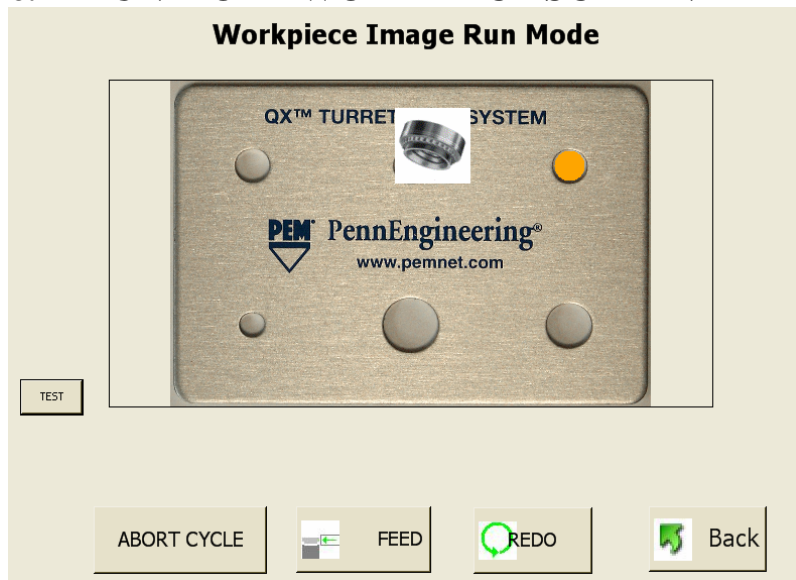 Workpiece Image Run Mode
QX™ TURRET SYSTEM
PEM® PennEngineering®
www.pemnet.com
TEST
ABORT CYCLE
FEED
REDO
Back